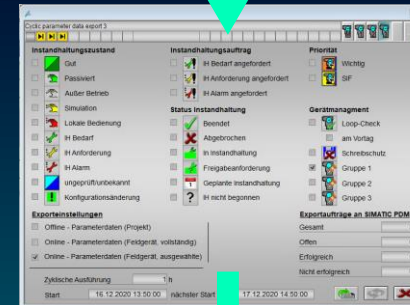 Cyclic parameter data export 3
Instandhaltungszustand
Gut
Passiviert
Außer Betrieb
Simulation
Lokale Bedienung
IH Bedarf
IH Anforderung
IH Alarm
ungeprüft/unbekannt
Konfigurationsänderung
Instandhaltungsauftrag
IH Bedarf angefordert
IH Anforderung angefordert
IH Alarm angefordert
Status Instandhaltung
Beendet
Abgebrochen
In Instandhaltung
Freigabeanforderung
Geplante Instandhaltung
IH nicht begonnen
Priorität
Wichtig
SIF
Gerätmanagment
Loop-Check
am Vortag
Schreibschutz
Gruppe 1
Gruppe 2
Gruppe 3
Exporteinstellungen
Offline - Parameterdaten (Projekt)
Online - Parameterdaten (Feldgerät, vollständig)
Online - Parameterdaten (Feldgerät, ausgewählte)
Zyklische Ausführung 1 h
Start 16.12.2020 13:50:00 nächster Start 17.12.2020 14:50:00
Exportaufträge an SIMATIC PDM
Gesamt
Offen
Erfolgreich
Nicht erfolgreich